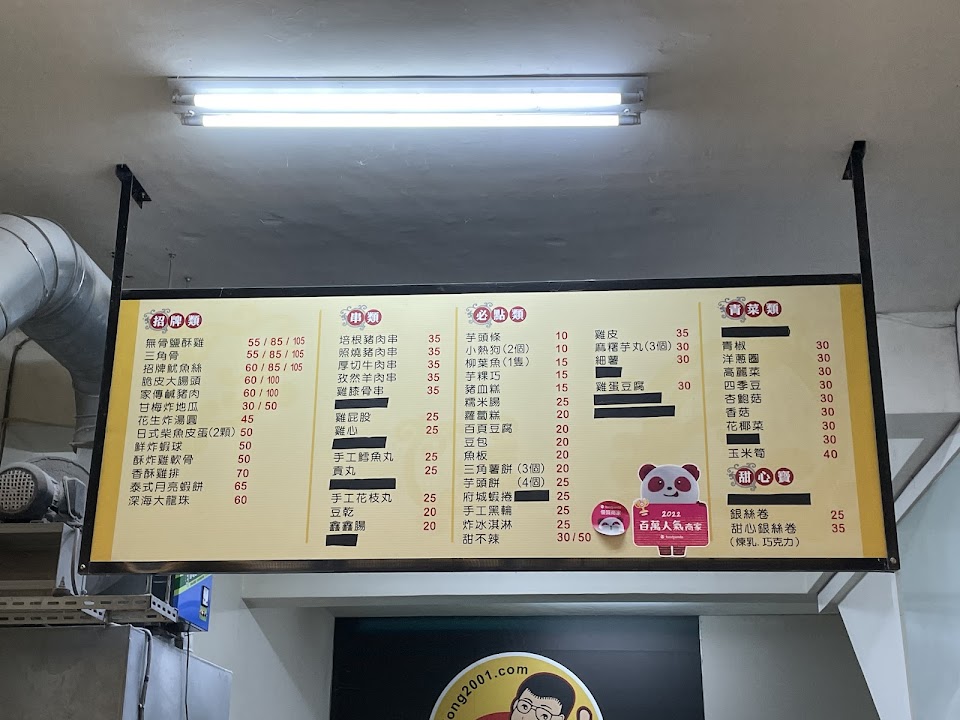 招牌類
無骨鹽酥雞 55 / 85 / 105
三角骨 55 / 85 / 105
招牌魷魚絲 60 / 85 / 105
脆皮大腸頭 60 / 100
家傳鹹豬肉 60 / 100
甘梅炸地瓜 30 / 50
花生炸湯圓 45
日式柴魚皮蛋(2顆) 50
鮮炸蝦球 50
酥炸雞軟骨 50
香酥雞排 70
泰式月亮蝦餅 65
深海大龍珠 60
串類
培根豬肉串 35
照燒豬肉串 35
厚切牛肉串 35
孜然羊肉串 35
雞膝骨串 35
雞屁股 25
雞心 25
手工鱈魚丸 25
貢丸 25
手工花枝丸 25
豆乾 20
鑫鑫腸 20
必點類
芋頭條 10
小熱狗(2個) 10
柳葉魚(1隻) 15
芋粿巧 15
豬血糕 15
糯米腸 25
蘿蔔糕 20
百頁豆腐 20
豆包 20
魚板 20
三角薯餅 (3個) 20
芋頭餅 (4個) 25
府城蝦捲 25
手工黑輪 25
炸冰淇淋 25
甜不辣 30 / 50
雞皮 35
麻糬芋丸(3個) 30
細薯 30
雞蛋豆腐 30
2022
百萬人氣商家
foodpanda
青菜類
青椒 30
洋蔥圈 30
高麗菜 30
四季豆 30
杏鮑菇 30
香菇 30
花椰菜 30
30
玉米筍 40
甜心寶
銀絲卷 25
甜心銀絲卷 35
(煉乳, 巧克力)
ong2001.com